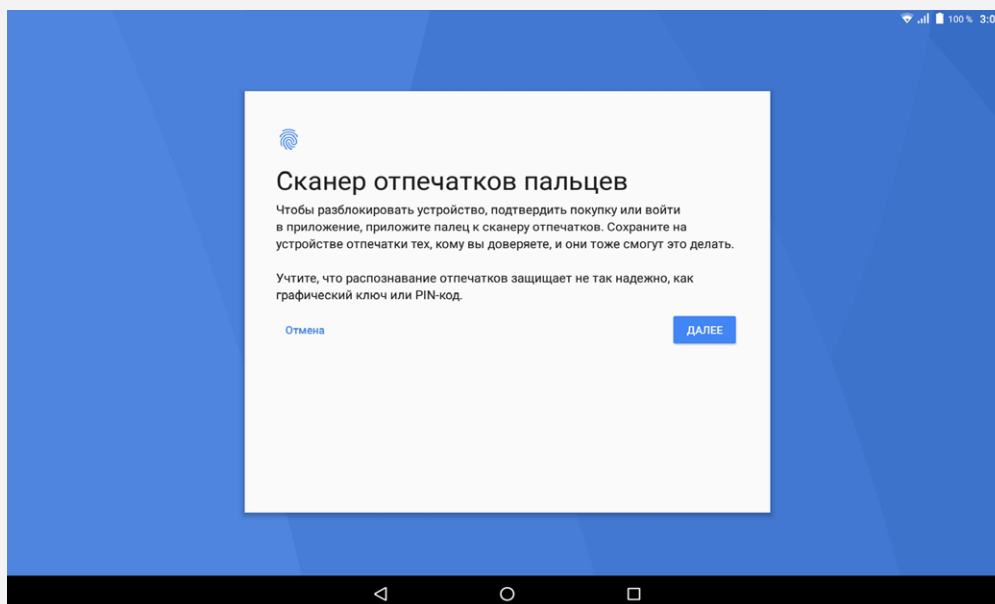 100 % 3:0
Сканер отпечатков пальцев
Чтобы разблокировать устройство, подтвердить покупку или войти
в приложение, приложите палец к сканеру отпечатков. Сохраните на
устройстве отпечатки тех, кому вы доверяете, и они тоже смогут это делать.
Учтите, что распознавание отпечатков защищает не так надежно, как
графический ключ или PIN-код.
Отмена
ДАЛЕЕ